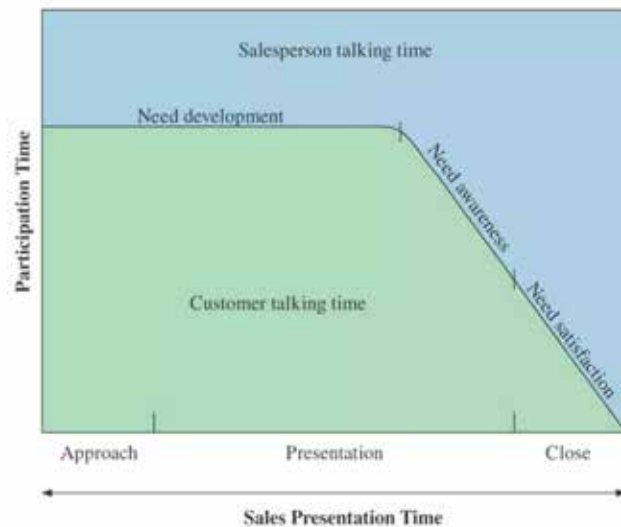 Salesperson talking time
Need development
Need awareness
Need satisfaction
Customer talking time
Participation Time
Approach
Presentation
Close
Sales Presentation Time